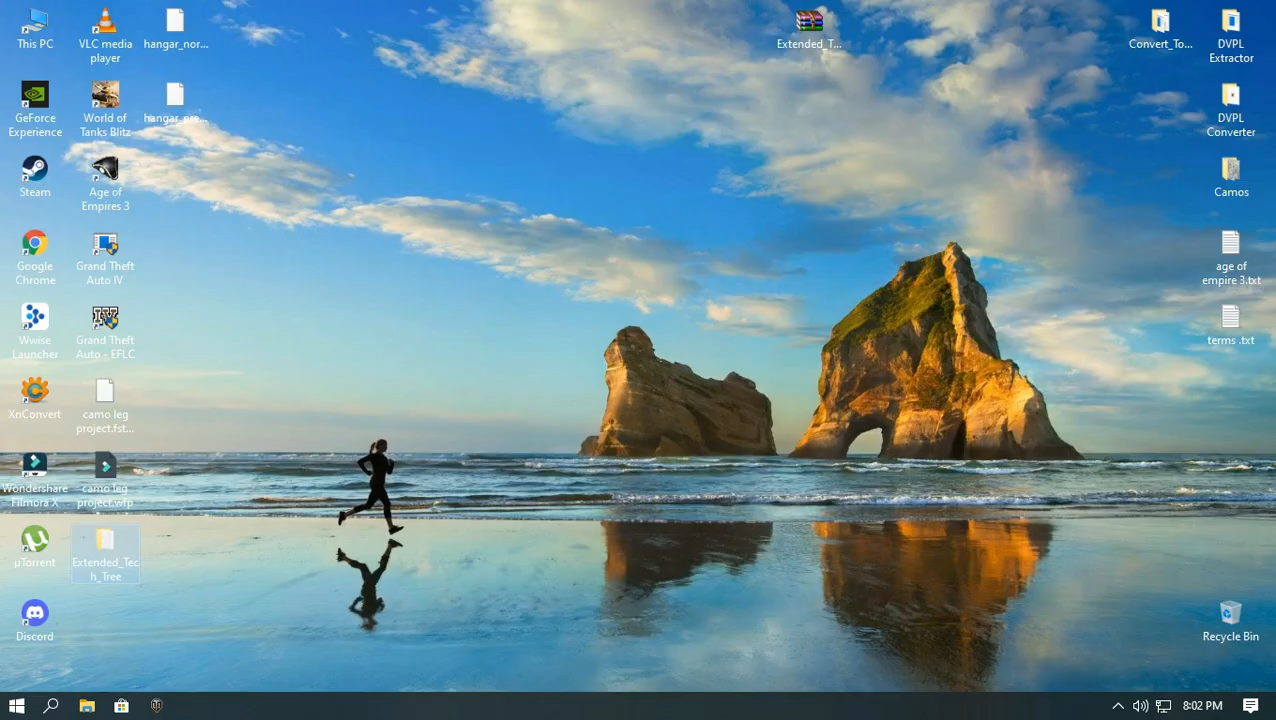 This PC
VLC media
player
hangar_nor...
Extended_T...
Convert_To...
DVPL
Extractor
GeForce
Experience
World of
Tanks Blitz
hangar_pre...
DVPL
Converter
Steam
Age of
Empires 3
Camos
Google
Chrome
Grand Theft
Auto IV
age of
empire 3.txt
Wwise
Launcher
Grand Theft
Auto - EFLC
terms .txt
XnConvert
camo leg
project.fst...
Wondershare
Filmora X
camo leg
project.wfp
µTorrent
Extended_Tec
h_Tree
Discord
Recycle Bin
8:02 PM